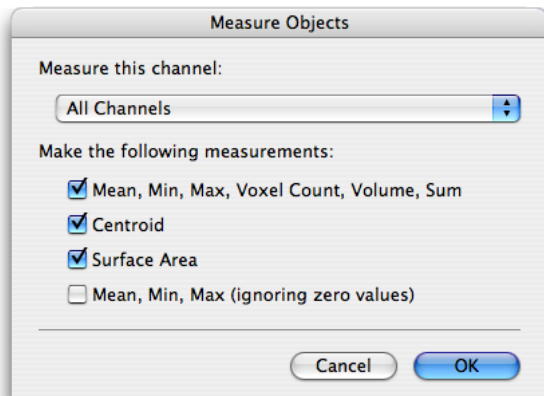 Measure Objects
Measure this channel:
All Channels
Make the following measurements:
Mean, Min, Max, Voxel Count, Volume, Sum
Centroid
Surface Area
Mean, Min, Max (ignoring zero values)
Cancel OK